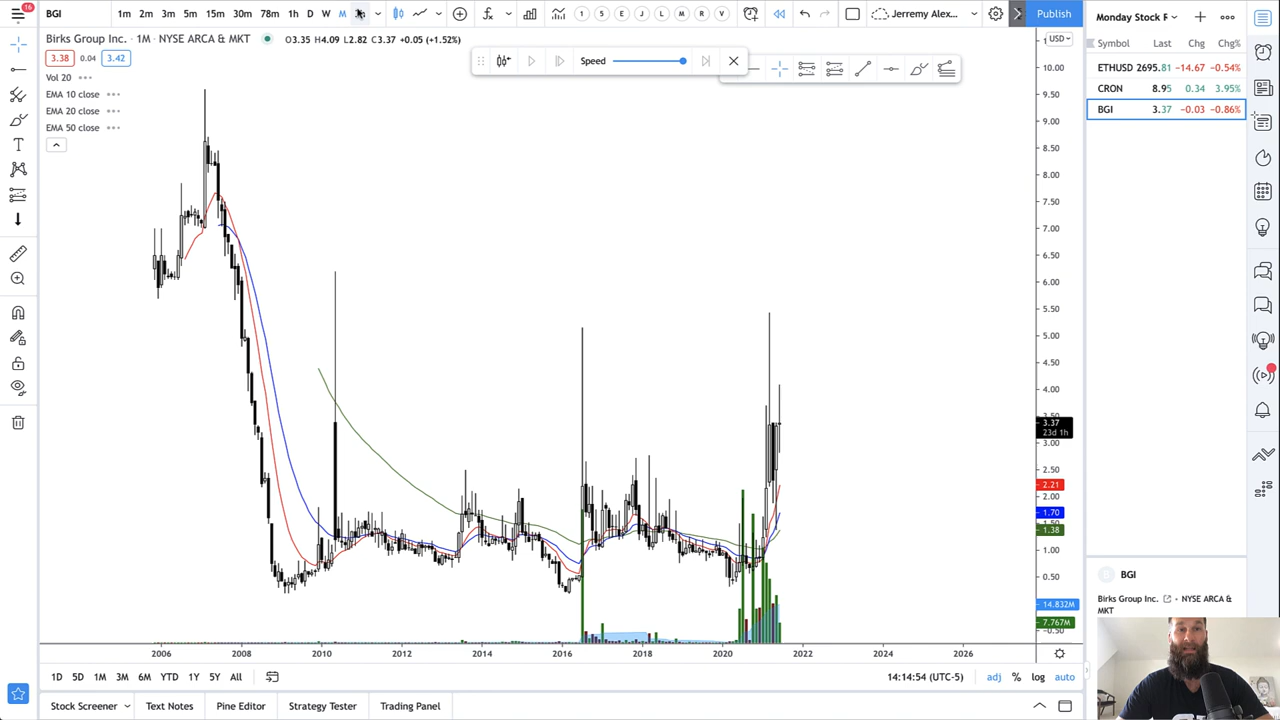 16
BGI
1m 2m 3m 5m 15m 30m 78m 1h D W M
1 5 E J L M R V
Jerremy Alex...
Publish
Birks Group Inc. · 1M · NYSE ARCA & MKT
O3.35 H4.09 L2.82 C3.37 +0.05 (+1.52%)
3.38 0.04 3.42
Vol 20
EMA 10 close
EMA 20 close
EMA 50 close
Speed
USD
10.00
9.50
9.00
8.50
8.00
7.50
7.00
6.50
6.00
5.50
5.00
4.50
4.00
3.37
23d 1h
3.00
2.50
2.21
2.00
1.70
1.38
1.00
0.50
14.832M
7.767M
2006 2008 2010 2012 2014 2016 2018 2020 2022 2024 2026
1D 5D 1M 3M 6M YTD 1Y 5Y All
14:14:54 (UTC-5)
adj % log auto
Stock Screener Text Notes Pine Editor Strategy Tester Trading Panel
Monday Stock R
Symbol Last Chg Chg%
ETHUSD 2695.81 −14.67 −0.54%
CRON 8.95 0.34 3.95%
BGI 3.37 −0.03 −0.86%
BGI
Birks Group Inc. • NYSE ARCA &
MKT